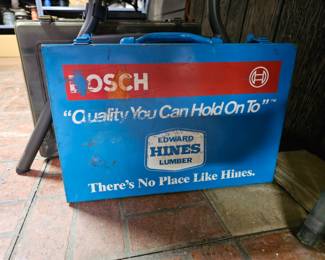 BOSCH
"Quality You Can Hold On To"™
EDWARD
HINES
LUMBER
There's No Place Like Hines.